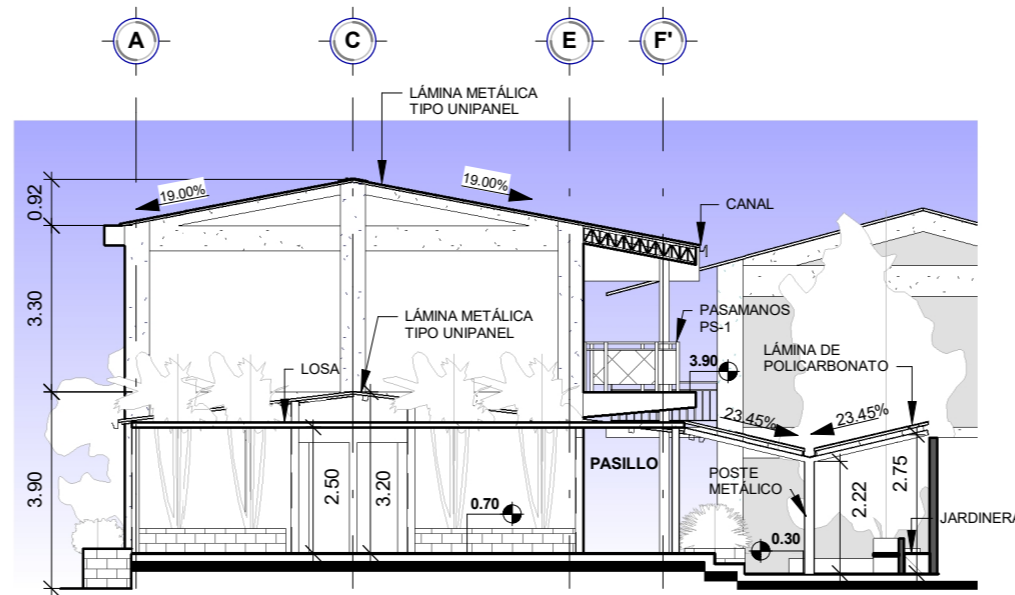 A
C
E
F'
LÁMINA METÁLICA
TIPO UNIPANEL
19.00%
19.00%
0.92
CANAL
3.30
LÁMINA METÁLICA
TIPO UNIPANEL
PASAMANOS
PS-1
LOSA
3.90
LÁMINA DE
POLICARBONATO
23.45%
23.45%
PASILLO
POSTE
METÁLICO
2.50
3.20
0.70
2.22
2.75
3.90
0.30
JARDINERA